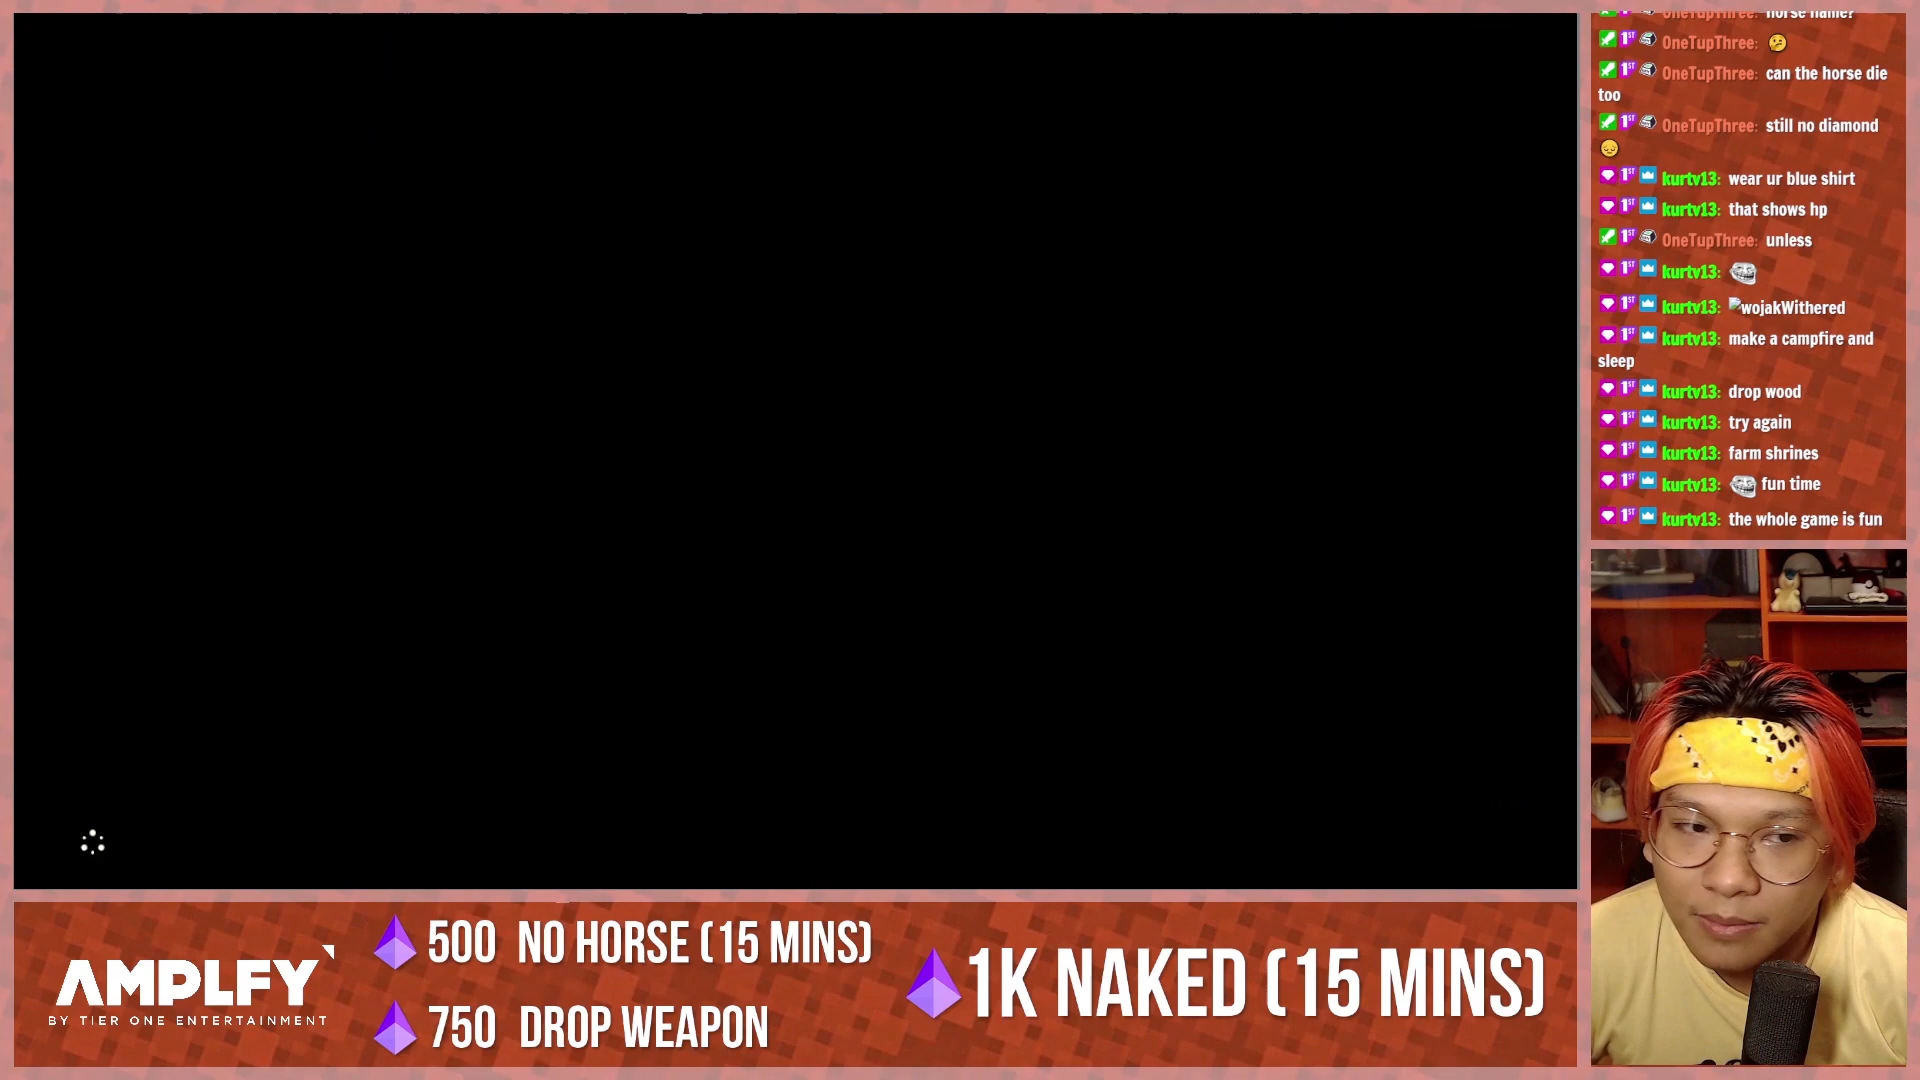 OneTupThree: horse name?
OneTupThree:
OneTupThree: can the horse die
too
OneTupThree: still no diamond
kurtv13: wear ur blue shirt
kurtv13: that shows hp
OneTupThree: unless
kurtv13:
kurtv13: wojakWithered
kurtv13: make a campfire and
sleep
kurtv13: drop wood
kurtv13: try again
kurtv13: farm shrines
kurtv13: fun time
kurtv13: the whole game is fun
AMPLFY
BY TIER ONE ENTERTAINMENT
500 NO HORSE (15 MINS)
750 DROP WEAPON
1K NAKED (15 MINS)